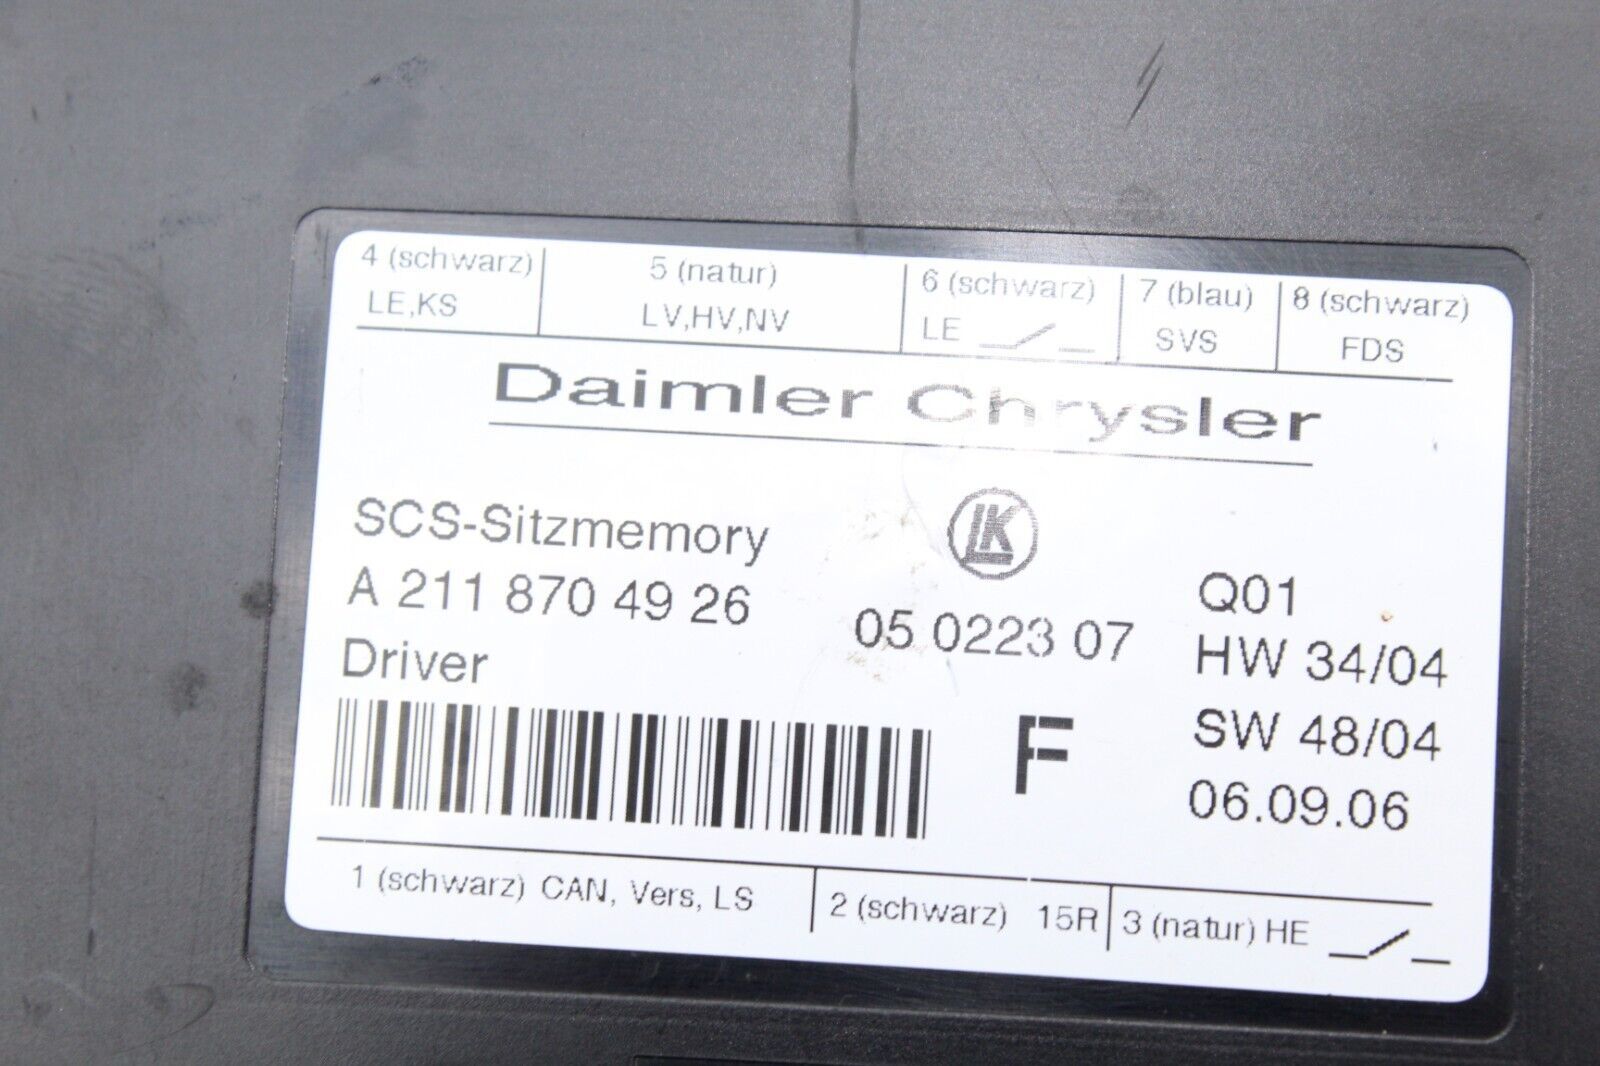 4 (schwarz) 5 (natur) 6 (schwarz) 7 (blau) 8 (schwarz)
LE,KS LV,HV,NV LE SVS FDS
Daimler Chrysler
SCS-Sitzmemory LK
A 211 870 49 26 05 0223 07 Q01
Driver HW 34/04
F SW 48/04
06.09.06
1 (schwarz) CAN, Vers, LS 2 (schwarz) 15R 3 (natur) HE